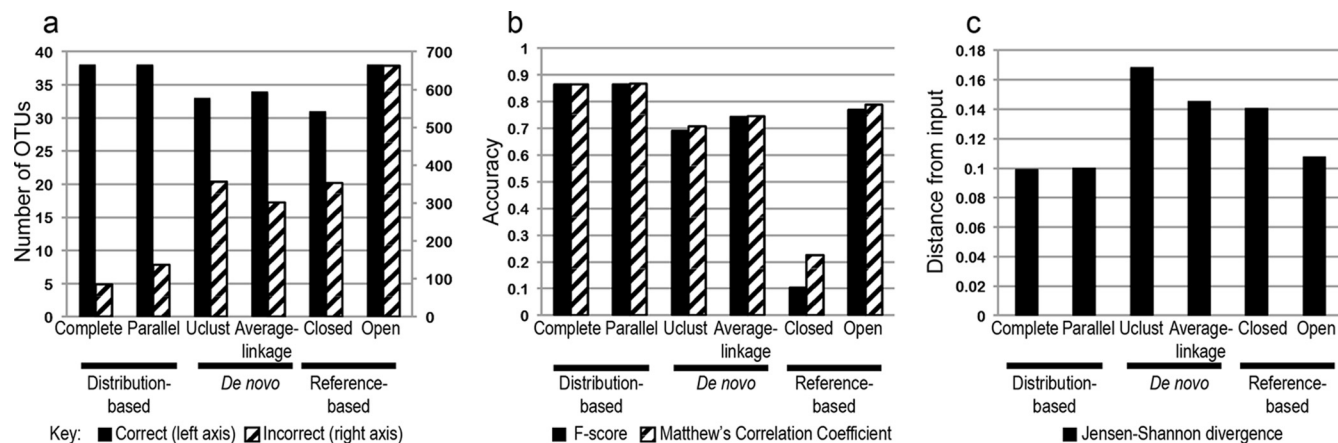 a
Number of OTUs
40
35
30
25
20
15
10
5
0
700
600
500
400
300
200
100
0
Complete Parallel Uclust Average-linkage Closed Open
Distribution-based De novo Reference-based
Key: Correct (left axis) Incorrect (right axis)
b
Accuracy
1
0.9
0.8
0.7
0.6
0.5
0.4
0.3
0.2
0.1
0
Complete Parallel Uclust Average-linkage Closed Open
Distribution-based De novo Reference-based
F-score Matthew's Correlation Coefficient
c
Distance from input
0.18
0.16
0.14
0.12
0.1
0.08
0.06
0.04
0.02
0
Complete Parallel Uclust Average-linkage Closed Open
Distribution-based De novo Reference-based
Jensen-Shannon divergence